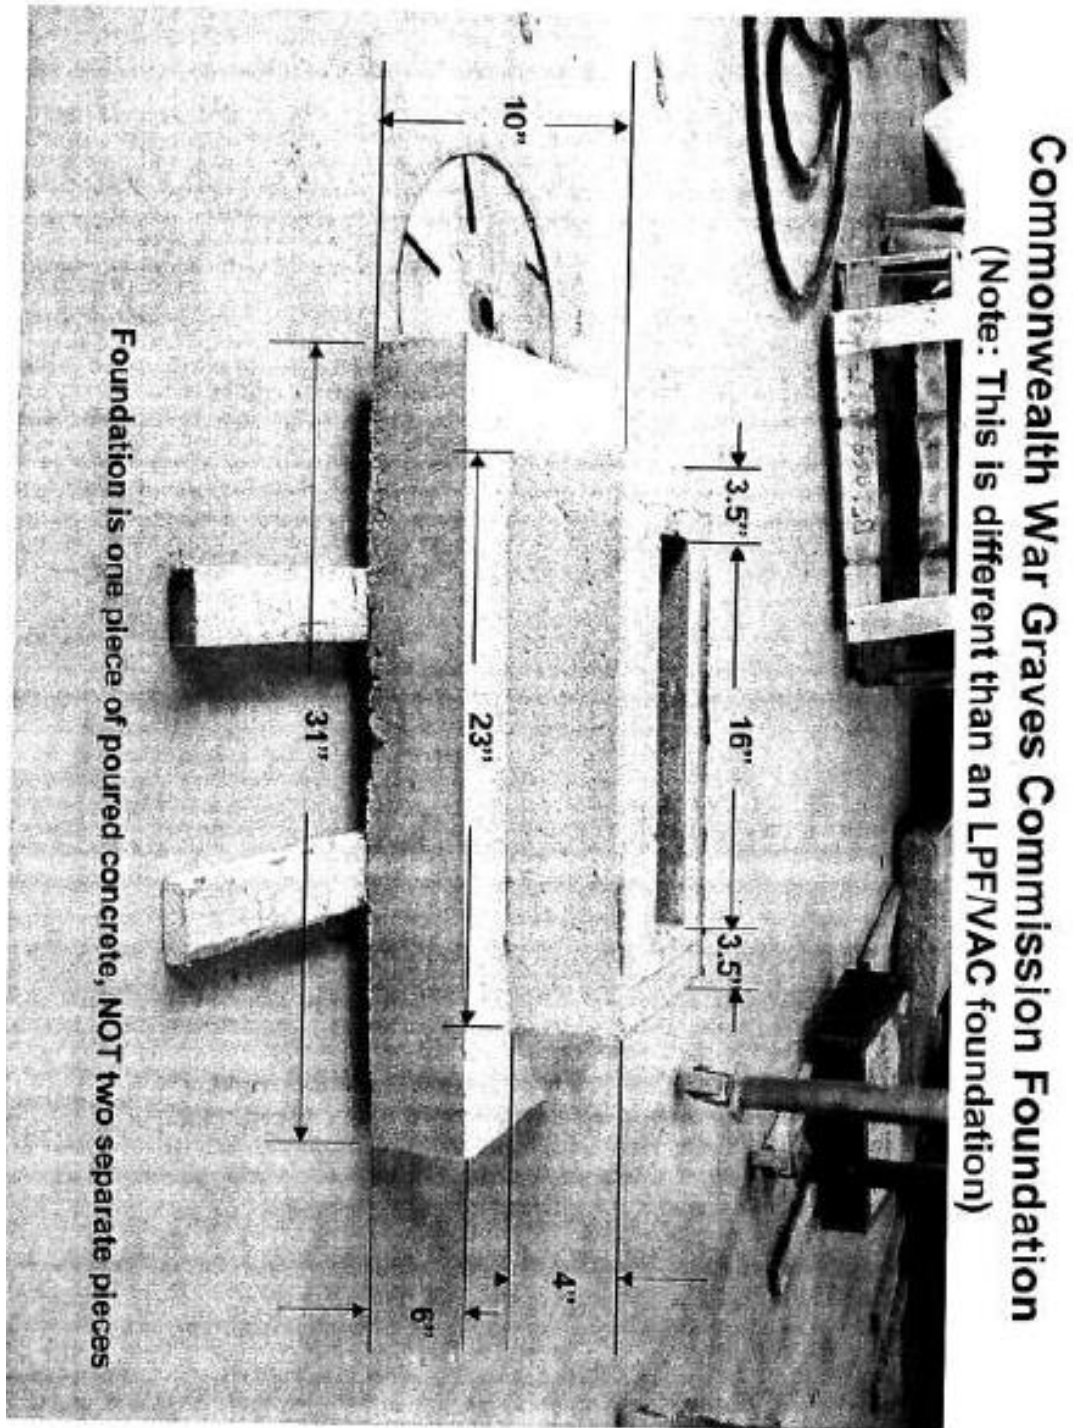 Commonwealth War Graves Commission Foundation
(Note: This is different than an LPF/VAC foundation)
10"
3.5"
16"
3.5"
23"
4"
6"
31"
Foundation is one piece of poured concrete, NOT two separate pieces